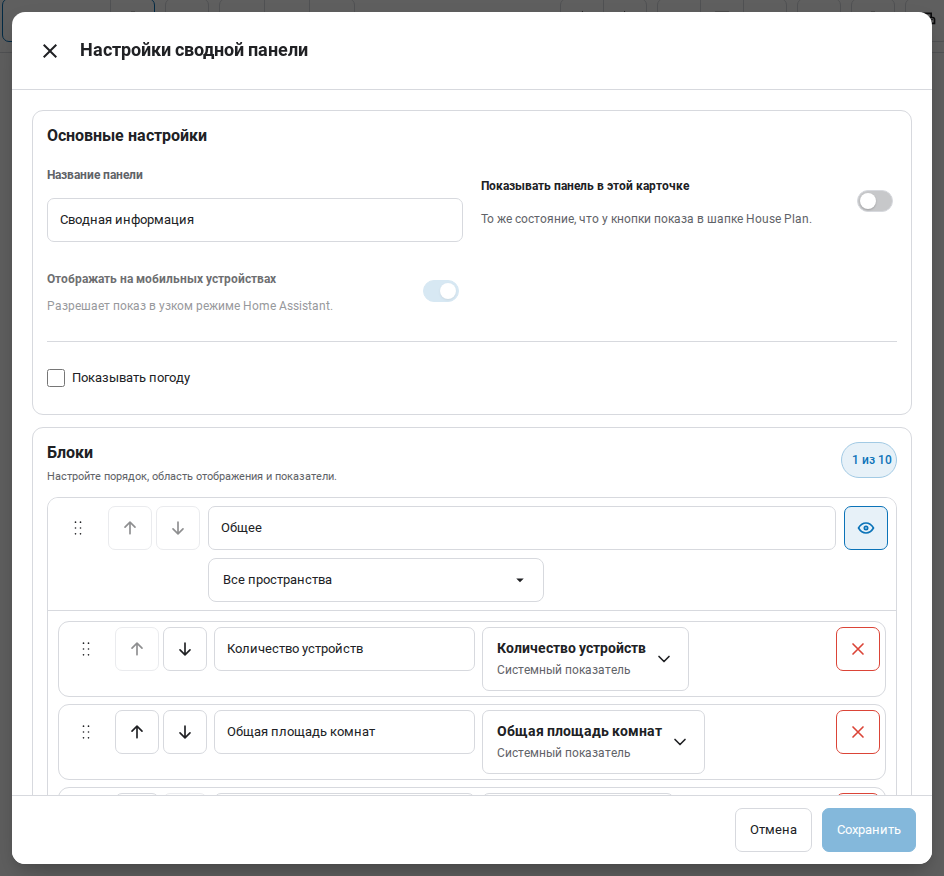 Настройки сводной панели
Основные настройки
Название панели
Сводная информация
Показывать панель в этой карточке
То же состояние, что у кнопки показа в шапке House Plan.
Отображать на мобильных устройствах
Разрешает показ в узком режиме Home Assistant.
Показывать погоду
Блоки
Настройте порядок, область отображения и показатели.
1 из 10
Общее
Все пространства
Количество устройств
Количество устройств
Системный показатель
Общая площадь комнат
Общая площадь комнат
Системный показатель
Отмена
Сохранить